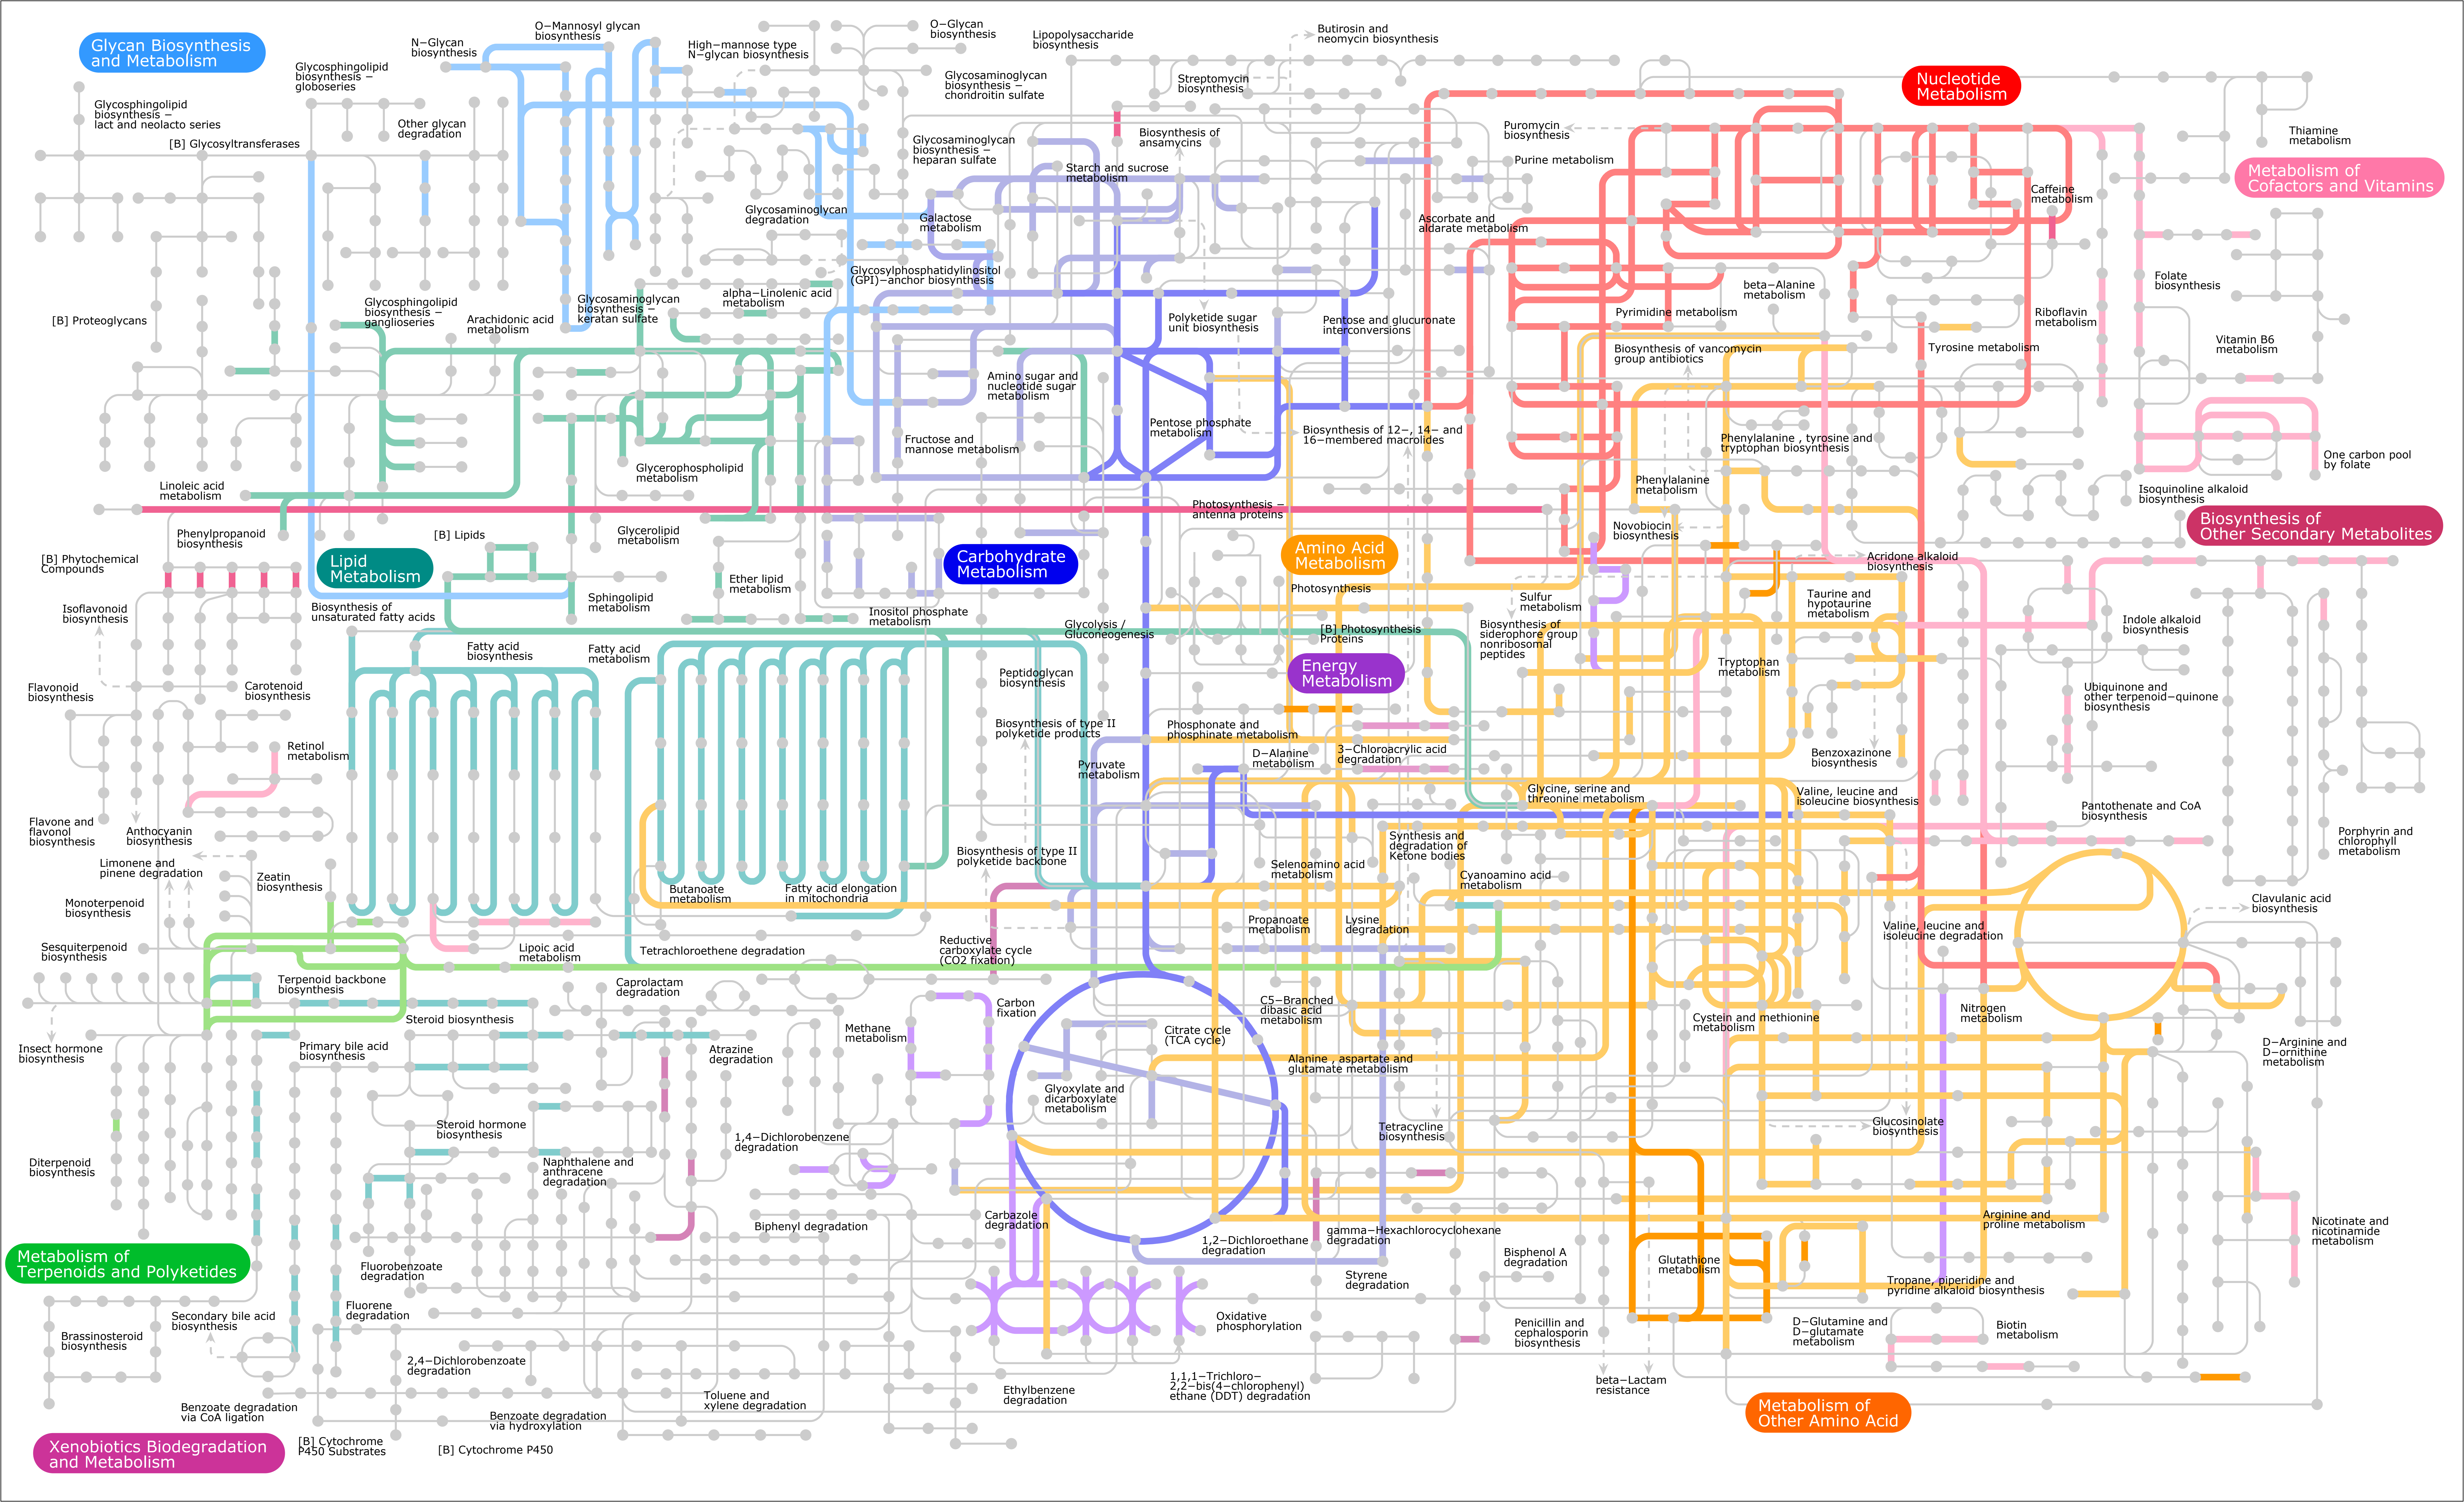 Glycan Biosynthesis
and Metabolism
N−Glycan
biosynthesis
O−Mannosyl glycan
biosynthesis
High−mannose type
N−glycan biosynthesis
O−Glycan
biosynthesis
Lipopolysaccharide
biosynthesis
Butirosin and
neomycin biosynthesis
Glycosphingolipid
biosynthesis −
globoseries
Glycosaminoglycan
biosynthesis −
chondroitin sulfate
Streptomycin
biosynthesis
Nucleotide
Metabolism
Glycosphingolipid
biosynthesis −
lact and neolacto series
Other glycan
degradation
[B] Glycosyltransferases
Glycosaminoglycan
biosynthesis −
heparan sulfate
Biosynthesis of
ansamycins
Puromycin
biosynthesis
Thiamine
metabolism
Starch and sucrose
metabolism
Purine metabolism
Metabolism of
Cofactors and Vitamins
Caffeine
metabolism
Glycosaminoglycan
degradation
Galactose
metabolism
Ascorbate and
aldarate metabolism
Glycosylphosphatidylinositol
(GPI)−anchor biosynthesis
Folate
biosynthesis
beta−Alanine
metabolism
alpha−Linolenic acid
metabolism
Glycosaminoglycan
biosynthesis −
keratan sulfate
Glycosphingolipid
biosynthesis −
ganglioseries
[B] Proteoglycans
Arachidonic acid
metabolism
Polyketide sugar
unit biosynthesis
Pentose and glucuronate
interconversions
Pyrimidine metabolism
Riboflavin
metabolism
Biosynthesis of vancomycin
group antibiotics
Tyrosine metabolism
Vitamin B6
metabolism
Amino sugar and
nucleotide sugar
metabolism
Pentose phosphate
metabolism
Biosynthesis of 12−, 14− and
16−membered macrolides
Fructose and
mannose metabolism
Phenylalanine , tyrosine and
tryptophan biosynthesis
One carbon pool
by folate
Glycerophospholipid
metabolism
Linoleic acid
metabolism
Phenylalanine
metabolism
Isoquinoline alkaloid
biosynthesis
Photosynthesis −
antenna proteins
Biosynthesis of
Other Secondary Metabolites
Phenylpropanoid
biosynthesis
[B] Lipids
Glycerolipid
metabolism
Novobiocin
biosynthesis
[B] Phytochemical
Compounds
Lipid
Metabolism
Carbohydrate
Metabolism
Amino Acid
Metabolism
Acridone alkaloid
biosynthesis
Ether lipid
metabolism
Photosynthesis
Sphingolipid
metabolism
Sulfur
metabolism
Taurine and
hypotaurine
metabolism
Isoflavonoid
biosynthesis
Biosynthesis of
unsaturated fatty acids
Inositol phosphate
metabolism
Glycolysis /
Gluconeogenesis
[B] Photosynthesis
Proteins
Biosynthesis of
siderophore group
nonribosomal
peptides
Indole alkaloid
biosynthesis
Fatty acid
biosynthesis
Fatty acid
metabolism
Energy
Metabolism
Tryptophan
metabolism
Flavonoid
biosynthesis
Carotenoid
biosynthesis
Peptidoglycan
biosynthesis
Ubiquinone and
other terpenoid−quinone
biosynthesis
Biosynthesis of type II
polyketide products
Phosphonate and
phosphinate metabolism
Retinol
metabolism
D−Alanine
metabolism
3−Chloroacrylic acid
degradation
Benzoxazinone
biosynthesis
Pyruvate
metabolism
Glycine, serine and
threonine metabolism
Valine, leucine and
isoleucine biosynthesis
Pantothenate and CoA
biosynthesis
Flavone and
flavonol
biosynthesis
Anthocyanin
biosynthesis
Porphyrin and
chlorophyll
metabolism
Synthesis and
degradation of
Ketone bodies
Biosynthesis of type II
polyketide backbone
Limonene and
pinene degradation
Selenoamino acid
metabolism
Cyanoamino acid
metabolism
Zeatin
biosynthesis
Butanoate
metabolism
Fatty acid elongation
in mitochondria
Monoterpenoid
biosynthesis
Clavulanic acid
biosynthesis
Propanoate
metabolism
Lysine
degradation
Valine, leucine and
isoleucine degradation
Sesquiterpenoid
biosynthesis
Lipoic acid
metabolism
Tetrachloroethene degradation
Reductive
carboxylate cycle
(CO2 fixation)
Terpenoid backbone
biosynthesis
Caprolactam
degradation
Carbon
fixation
C5−Branched
dibasic acid
metabolism
Nitrogen
metabolism
Steroid biosynthesis
Methane
metabolism
Citrate cycle
(TCA cycle)
Cystein and methionine
metabolism
Insect hormone
biosynthesis
Primary bile acid
biosynthesis
Atrazine
degradation
Alanine , aspartate and
glutamate metabolism
D−Arginine and
D−ornithine
metabolism
Glyoxylate and
dicarboxylate
metabolism
Steroid hormone
biosynthesis
1,4−Dichlorobenzene
degradation
Tetracycline
biosynthesis
Glucosinolate
biosynthesis
Diterpenoid
biosynthesis
Naphthalene and
anthracene
degradation
Carbazole
degradation
Biphenyl degradation
Arginine and
proline metabolism
Nicotinate and
nicotinamide
metabolism
1,2−Dichloroethane
degradation
gamma−Hexachlorocyclohexane
degradation
Bisphenol A
degradation
Metabolism of
Terpenoids and Polyketides
Fluorobenzoate
degradation
Styrene
degradation
Glutathione
metabolism
Tropane, piperidine and
pyridine alkaloid biosynthesis
Fluorene
degradation
Secondary bile acid
biosynthesis
Oxidative
phosphorylation
Penicillin and
cephalosporin
biosynthesis
D−Glutamine and
D−glutamate
metabolism
Biotin
metabolism
Brassinosteroid
biosynthesis
2,4−Dichlorobenzoate
degradation
1,1,1−Trichloro−
2,2−bis(4−chlorophenyl)
ethane (DDT) degradation
beta−Lactam
resistance
Ethylbenzene
degradation
Toluene and
xylene degradation
Benzoate degradation
via CoA ligation
Benzoate degradation
via hydroxylation
Metabolism of
Other Amino Acid
Xenobiotics Biodegradation
and Metabolism
[B] Cytochrome
P450 Substrates
[B] Cytochrome P450